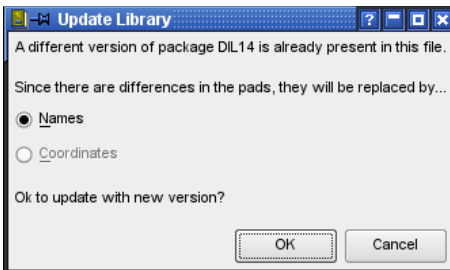 Update Library
A different version of package DIL14 is already present in this file.
Since there are differences in the pads, they will be replaced by...
Names
Coordinates
Ok to update with new version?
OK Cancel